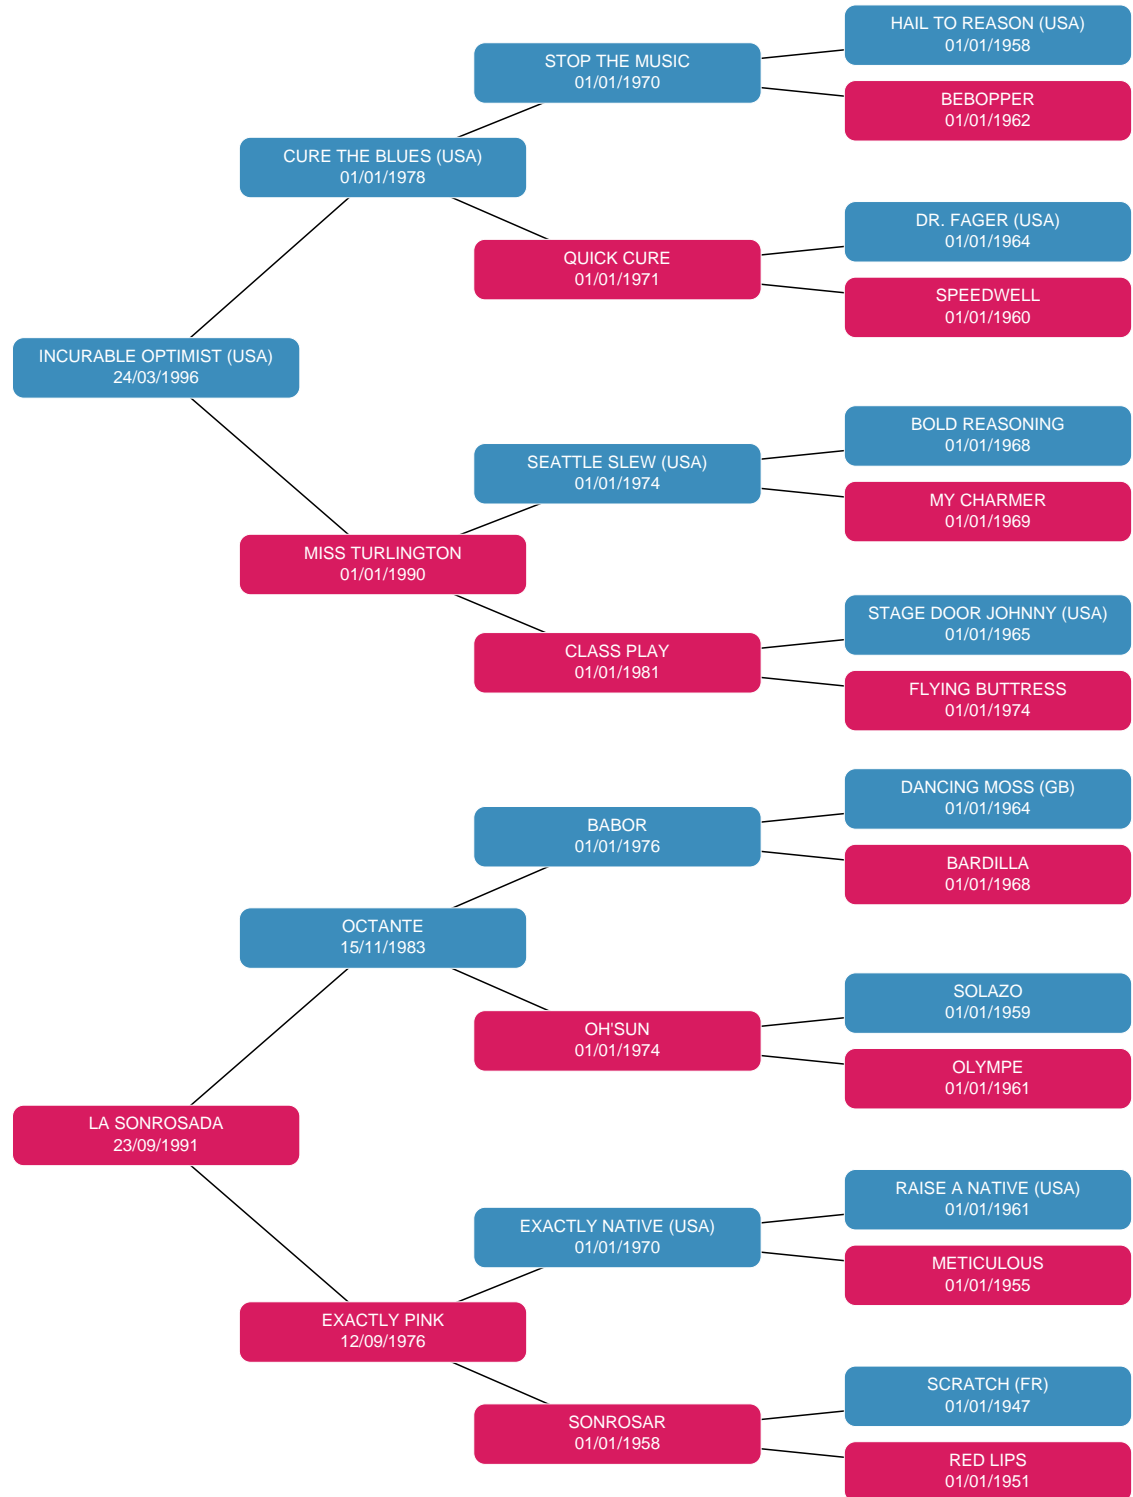 HAIL TO REASON (USA)
01/01/1958
STOP THE MUSIC
01/01/1970
BEBOPPER
01/01/1962
CURE THE BLUES (USA)
01/01/1978
DR. FAGER (USA)
01/01/1964
QUICK CURE
01/01/1971
SPEEDWELL
01/01/1960
INCURABLE OPTIMIST (USA)
24/03/1996
BOLD REASONING
01/01/1968
SEATTLE SLEW (USA)
01/01/1974
MY CHARMER
01/01/1969
MISS TURLINGTON
01/01/1990
STAGE DOOR JOHNNY (USA)
01/01/1965
CLASS PLAY
01/01/1981
FLYING BUTTRESS
01/01/1974
DANCING MOSS (GB)
01/01/1964
BABOR
01/01/1976
BARDILLA
01/01/1968
OCTANTE
15/11/1983
SOLAZO
01/01/1959
OH'SUN
01/01/1974
OLYMPE
01/01/1961
LA SONROSADA
23/09/1991
RAISE A NATIVE (USA)
01/01/1961
EXACTLY NATIVE (USA)
01/01/1970
METICULOUS
01/01/1955
EXACTLY PINK
12/09/1976
SCRATCH (FR)
01/01/1947
SONROSAR
01/01/1958
RED LIPS
01/01/1951